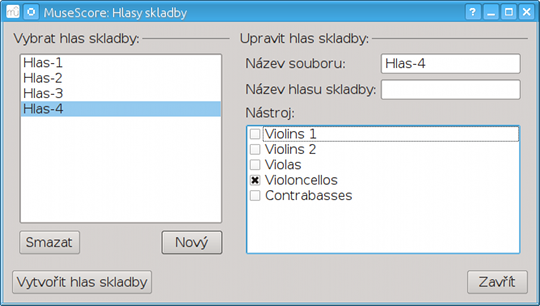 MuseScore: Hlasy skladby
Vybrat hlas skladby:
Hlas-1
Hlas-2
Hlas-3
Hlas-4
Smazat
Nový
Upravit hlas skladby:
Název souboru: Hlas-4
Název hlasu skladby:
Nástroj:
Violins 1
Violins 2
Violas
Violoncellos
Contrabasses
Vytvořit hlas skladby
Zavřít